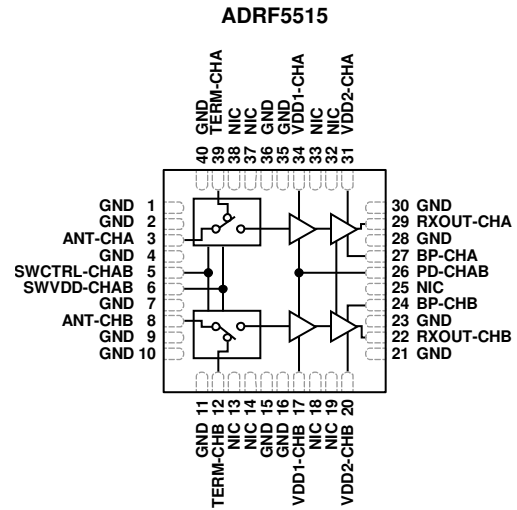 ADRF5515
40 GND
39 TERM-CHA
38 NIC
37 NIC
36 GND
35 GND
34 VDD1-CHA
33 NIC
32 NIC
31 VDD2-CHA
GND 1
GND 2
ANT-CHA 3
GND 4
SWCTRL-CHAB 5
SWVDD-CHAB 6
GND 7
ANT-CHB 8
GND 9
GND 10
30 GND
29 RXOUT-CHA
28 GND
27 BP-CHA
26 PD-CHAB
25 NIC
24 BP-CHB
23 GND
22 RXOUT-CHB
21 GND
GND 11
TERM-CHB 12
NIC 13
NIC 14
GND 15
GND 16
VDD1-CHB 17
NIC 18
NIC 19
VDD2-CHB 20